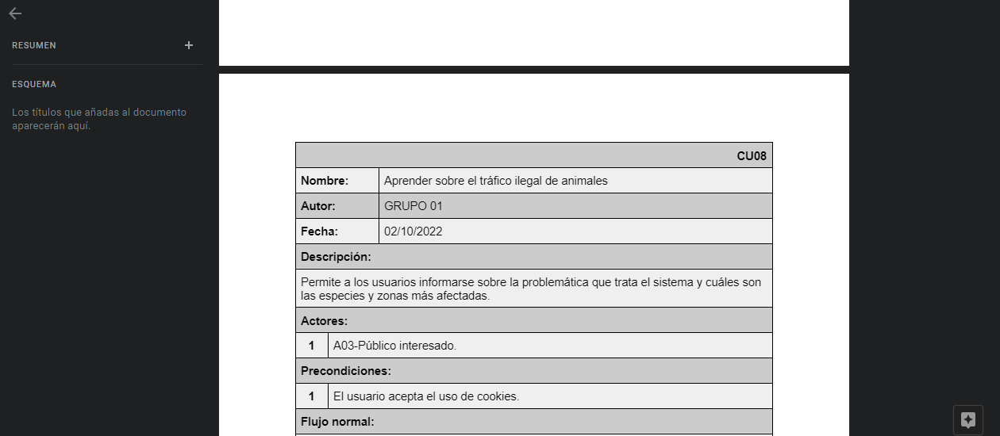 RESUMEN
ESQUEMA
Los títulos que añadas al documento
aparecerán aquí.
CU08
Nombre: Aprender sobre el tráfico ilegal de animales
Autor: GRUPO 01
Fecha: 02/10/2022
Descripción:
Permite a los usuarios informarse sobre la problemática que trata el sistema y cuáles son
las especies y zonas más afectadas.
Actores:
1 A03-Público interesado.
Precondiciones:
1 El usuario acepta el uso de cookies.
Flujo normal: